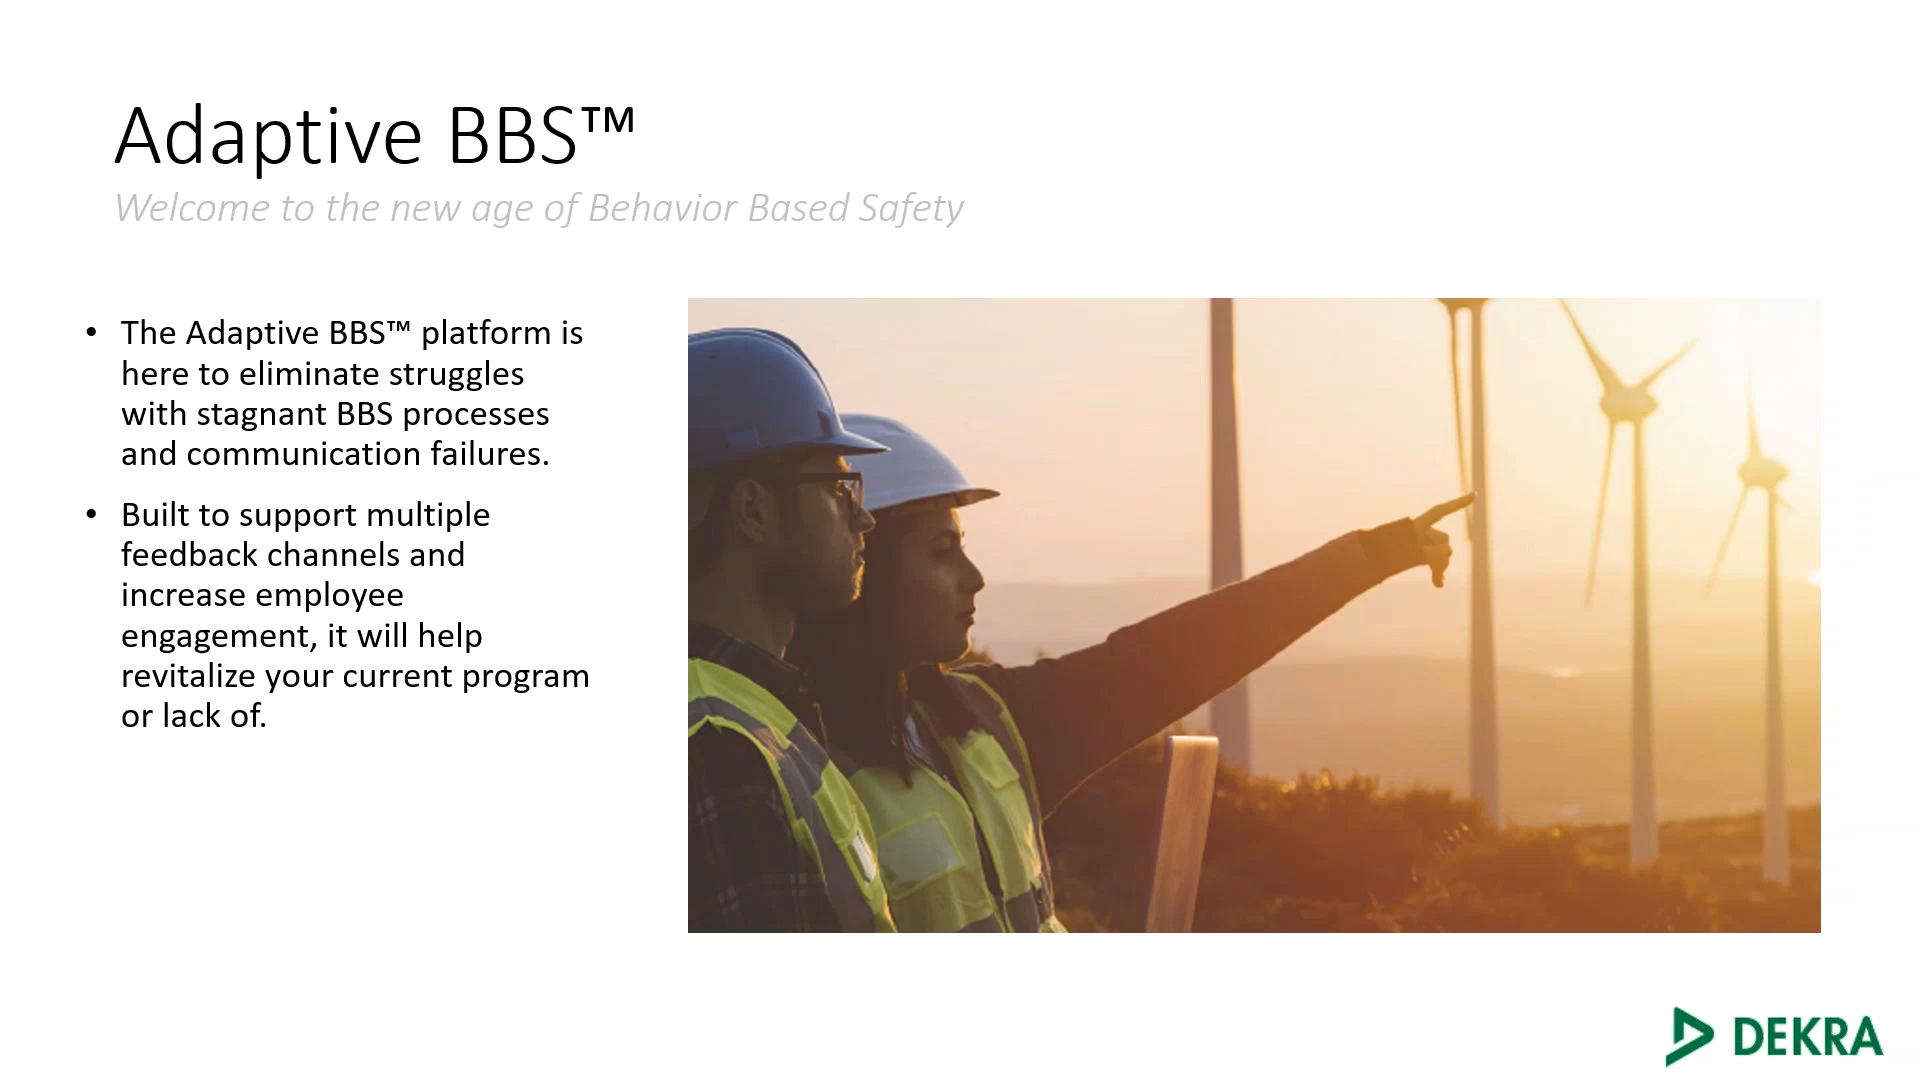 Adaptive BBS™
Welcome to the new age of Behavior Based Safety
• The Adaptive BBS™ platform is
here to eliminate struggles
with stagnant BBS processes
and communication failures.
• Built to support multiple
feedback channels and
increase employee
engagement, it will help
revitalize your current program
or lack of.
DEKRA